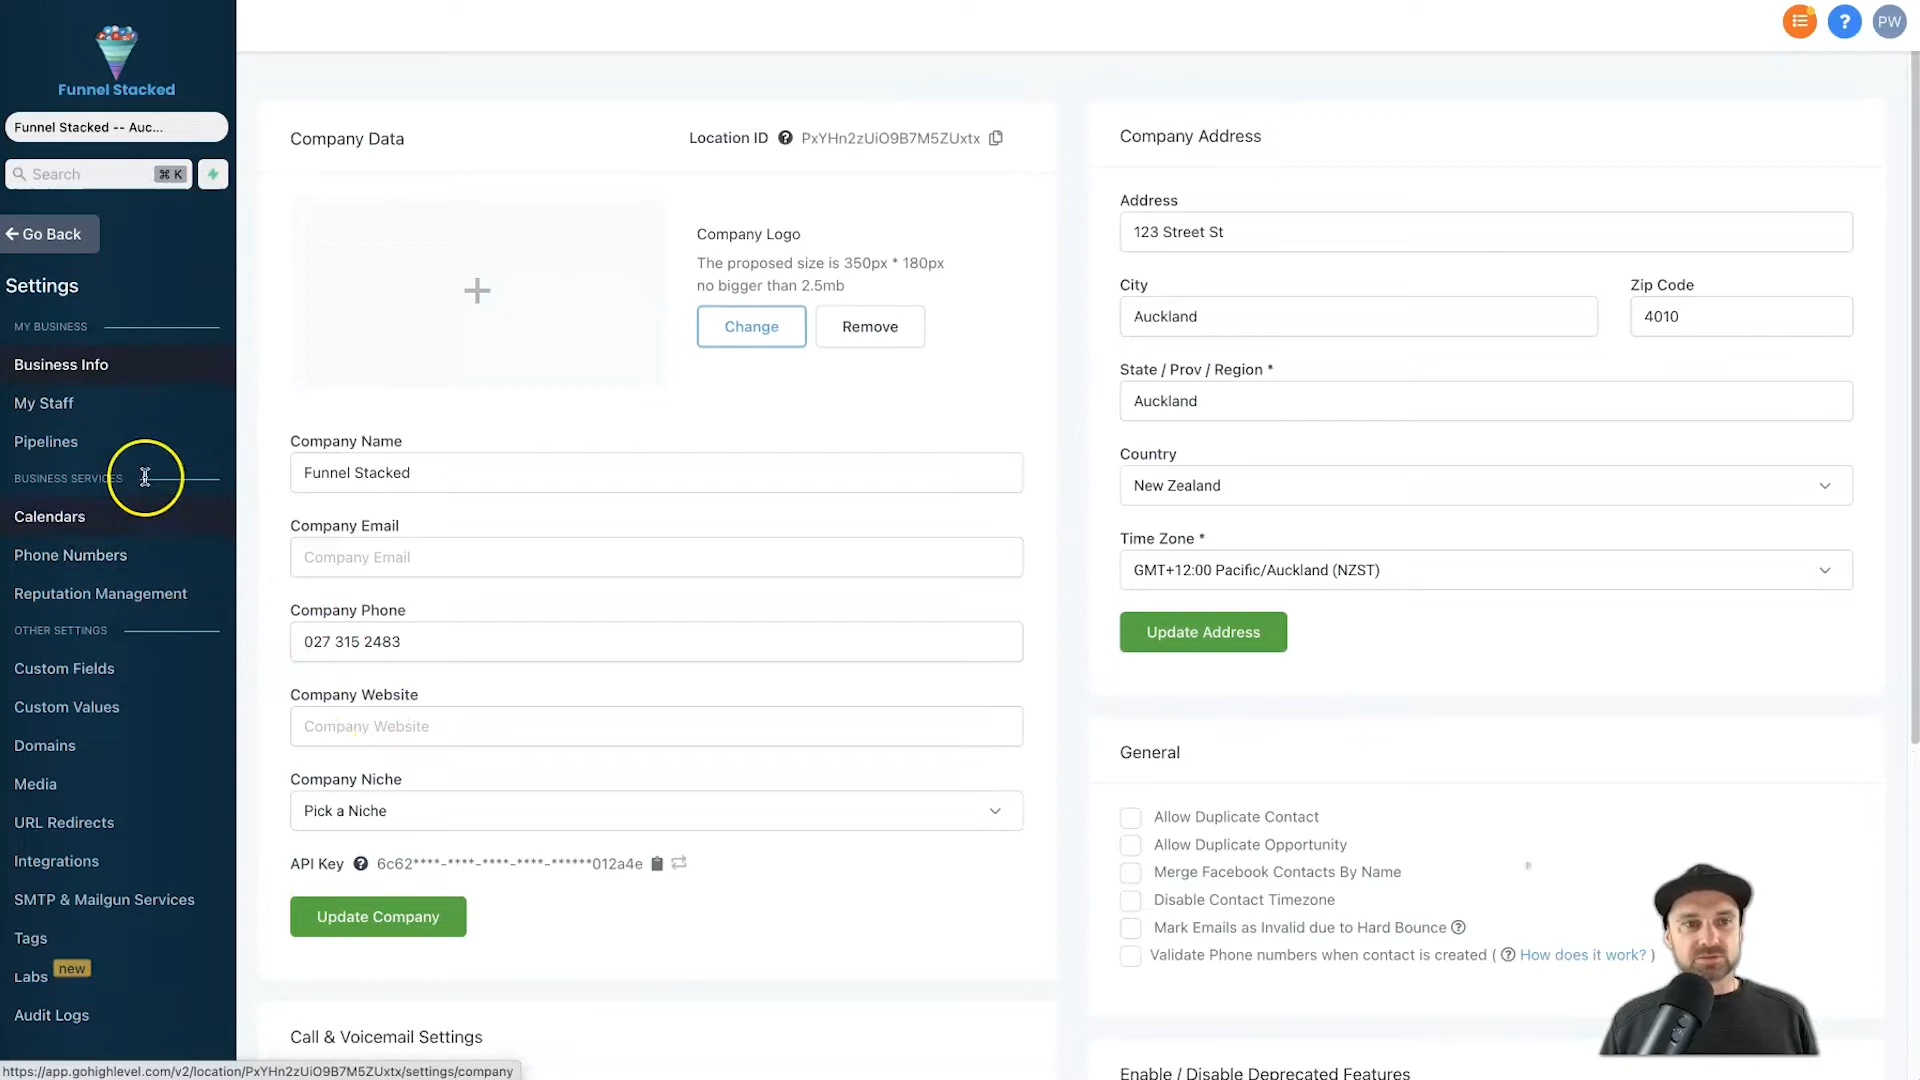 PW
Funnel Stacked
Funnel Stacked -- Auc...
Search
⌘ K
Go Back
Settings
MY BUSINESS
Business Info
My Staff
Pipelines
BUSINESS SERVICES
Calendars
Phone Numbers
Reputation Management
OTHER SETTINGS
Custom Fields
Custom Values
Domains
Media
URL Redirects
Integrations
SMTP & Mailgun Services
Tags
Labs new
Audit Logs
Company Data
Location ID ? PxYHn2zUiO9B7M5ZUxtx
Company Logo
The proposed size is 350px * 180px
no bigger than 2.5mb
Change
Remove
Company Name
Funnel Stacked
Company Email
Company Email
Company Phone
027 315 2483
Company Website
Company Website
Company Niche
Pick a Niche
API Key ? 6c62****-****-****-****-******012a4e
Update Company
Call & Voicemail Settings
Company Address
Address
123 Street St
City
Auckland
Zip Code
4010
State / Prov / Region *
Auckland
Country
New Zealand
Time Zone *
GMT+12:00 Pacific/Auckland (NZST)
Update Address
General
Allow Duplicate Contact
Allow Duplicate Opportunity
Merge Facebook Contacts By Name
Disable Contact Timezone
Mark Emails as Invalid due to Hard Bounce ?
Validate Phone numbers when contact is created ( ? How does it work? )
Enable / Disable Deprecated Features
https://app.gohighlevel.com/v2/location/PxYHn2zUiO9B7M5ZUxtx/settings/company